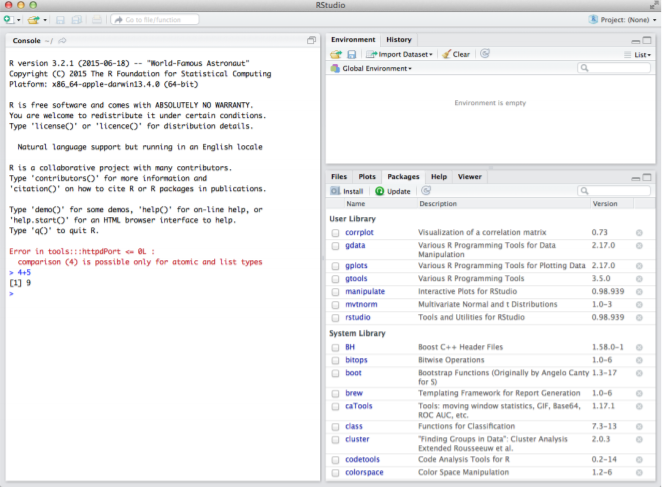 RStudio
Go to file/function
Project: (None)
Console ~/
R version 3.2.1 (2015-06-18) -- "World-Famous Astronaut"
Copyright (C) 2015 The R Foundation for Statistical Computing
Platform: x86_64-apple-darwin13.4.0 (64-bit)
R is free software and comes with ABSOLUTELY NO WARRANTY.
You are welcome to redistribute it under certain conditions.
Type 'license()' or 'licence()' for distribution details.
Natural language support but running in an English locale
R is a collaborative project with many contributors.
Type 'contributors()' for more information and
'citation()' on how to cite R or R packages in publications.
Type 'demo()' for some demos, 'help()' for on-line help, or
'help.start()' for an HTML browser interface to help.
Type 'q()' to quit R.
Error in tools:::httpdPort <= 0L :
comparison (4) is possible only for atomic and list types
> 4+5
[1] 9
>
Environment History
Import Dataset Clear List
Global Environment
Environment is empty
Files Plots Packages Help Viewer
Install Update
Name Description Version
User Library
corrplot Visualization of a correlation matrix 0.73
gdata Various R Programming Tools for Data 2.17.0
Manipulation
gplots Various R Programming Tools for Plotting Data 2.17.0
gtools Various R Programming Tools 3.5.0
manipulate Interactive Plots for RStudio 0.98.939
mvtnorm Multivariate Normal and t Distributions 1.0-3
rstudio Tools and Utilities for RStudio 0.98.939
System Library
BH Boost C++ Header Files 1.58.0-1
bitops Bitwise Operations 1.0-6
boot Bootstrap Functions (Originally by Angelo Canty 1.3-17
for S)
brew Templating Framework for Report Generation 1.0-6
caTools Tools: moving window statistics, GIF, Base64, 1.17.1
ROC AUC, etc.
class Functions for Classification 7.3-13
cluster "Finding Groups in Data": Cluster Analysis 2.0.3
Extended Rousseeuw et al.
codetools Code Analysis Tools for R 0.2-14
colorspace Color Space Manipulation 1.2-6